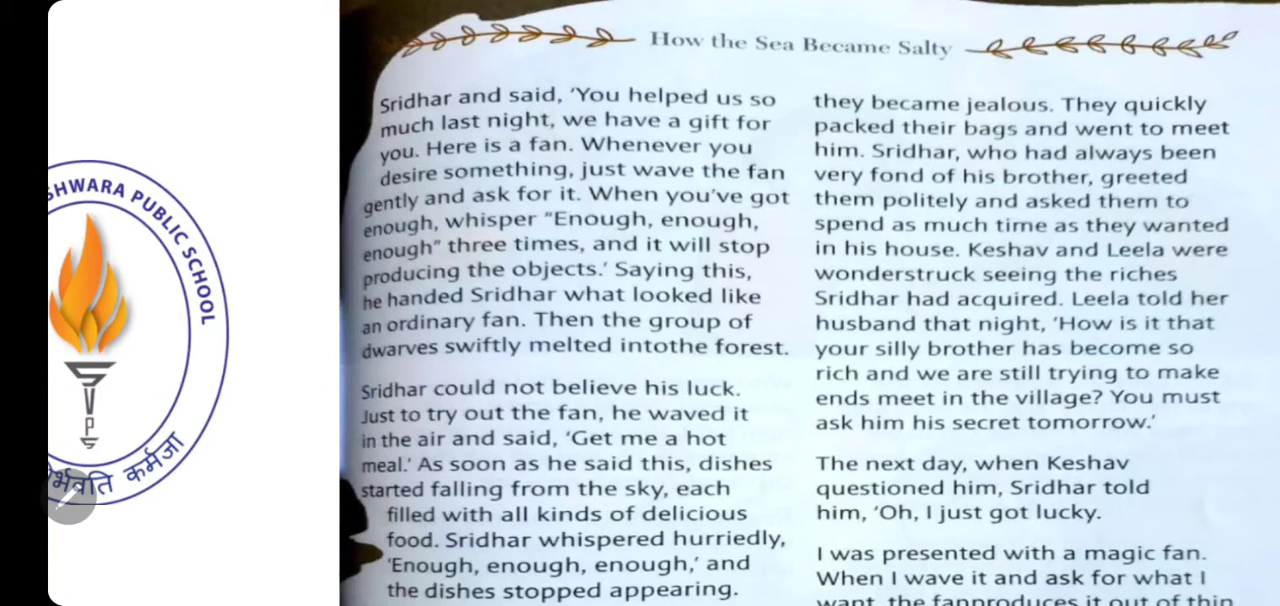 SHWARA PUBLIC SCHOOL
S
V
P
S
र्भवति कर्मजा
How the Sea Became Salty
Sridhar and said, ‘You helped us so
much last night, we have a gift for
you. Here is a fan. Whenever you
desire something, just wave the fan
gently and ask for it. When you’ve got
enough, whisper “Enough, enough,
enough” three times, and it will stop
producing the objects.’ Saying this,
he handed Sridhar what looked like
an ordinary fan. Then the group of
dwarves swiftly melted intothe forest.
Sridhar could not believe his luck.
Just to try out the fan, he waved it
in the air and said, ‘Get me a hot
meal.’ As soon as he said this, dishes
started falling from the sky, each
filled with all kinds of delicious
food. Sridhar whispered hurriedly,
‘Enough, enough, enough,’ and
the dishes stopped appearing.
they became jealous. They quickly
packed their bags and went to meet
him. Sridhar, who had always been
very fond of his brother, greeted
them politely and asked them to
spend as much time as they wanted
in his house. Keshav and Leela were
wonderstruck seeing the riches
Sridhar had acquired. Leela told her
husband that night, ‘How is it that
your silly brother has become so
rich and we are still trying to make
ends meet in the village? You must
ask him his secret tomorrow.’
The next day, when Keshav
questioned him, Sridhar told
him, ‘Oh, I just got lucky.
I was presented with a magic fan.
When I wave it and ask for what I
want, the fanproduces it out of thin